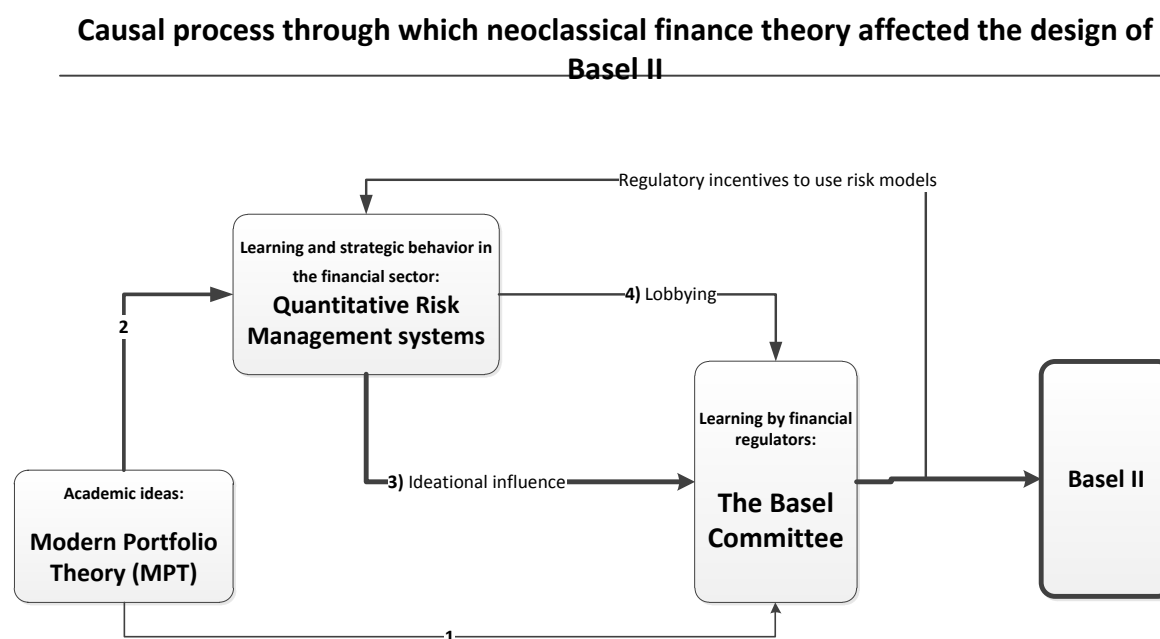 Causal process through which neoclassical finance theory affected the design of
Basel II
Regulatory incentives to use risk models
Learning and strategic behavior in
the financial sector:
Quantitative Risk
Management systems
4) Lobbying
2
Learning by financial
regulators:
The Basel
Committee
3) Ideational influence
Basel II
Academic ideas:
Modern Portfolio
Theory (MPT)
1